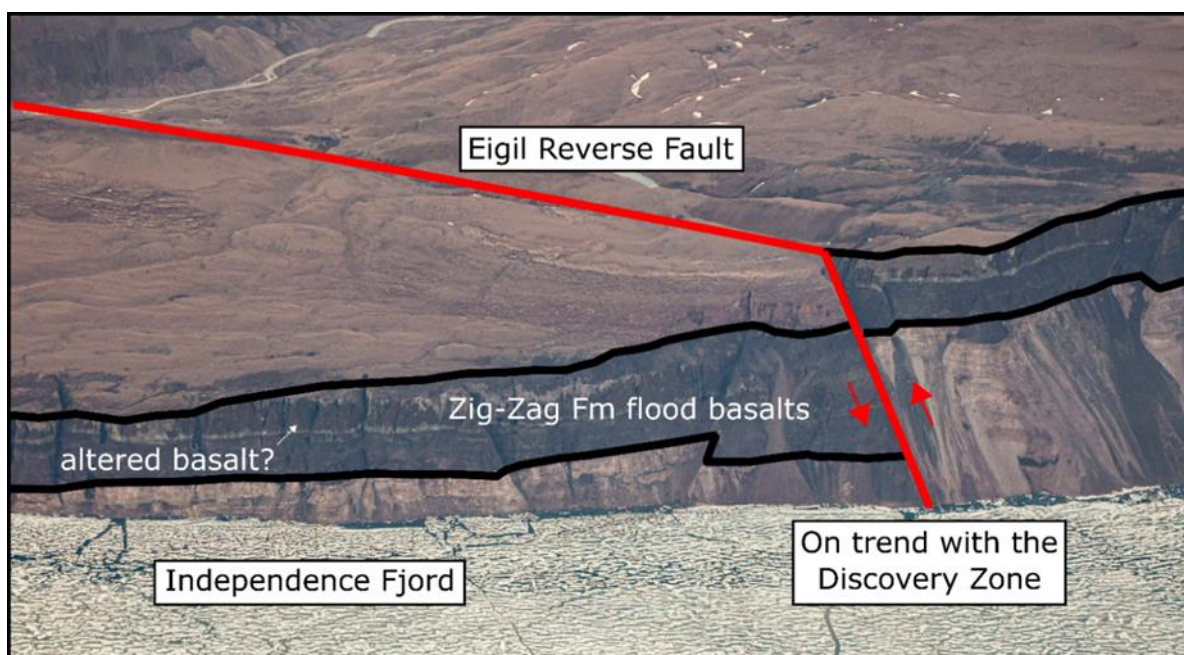 Eigil Reverse Fault
Zig-Zag Fm flood basalts
altered basalt?
On trend with the
Discovery Zone
Independence Fjord